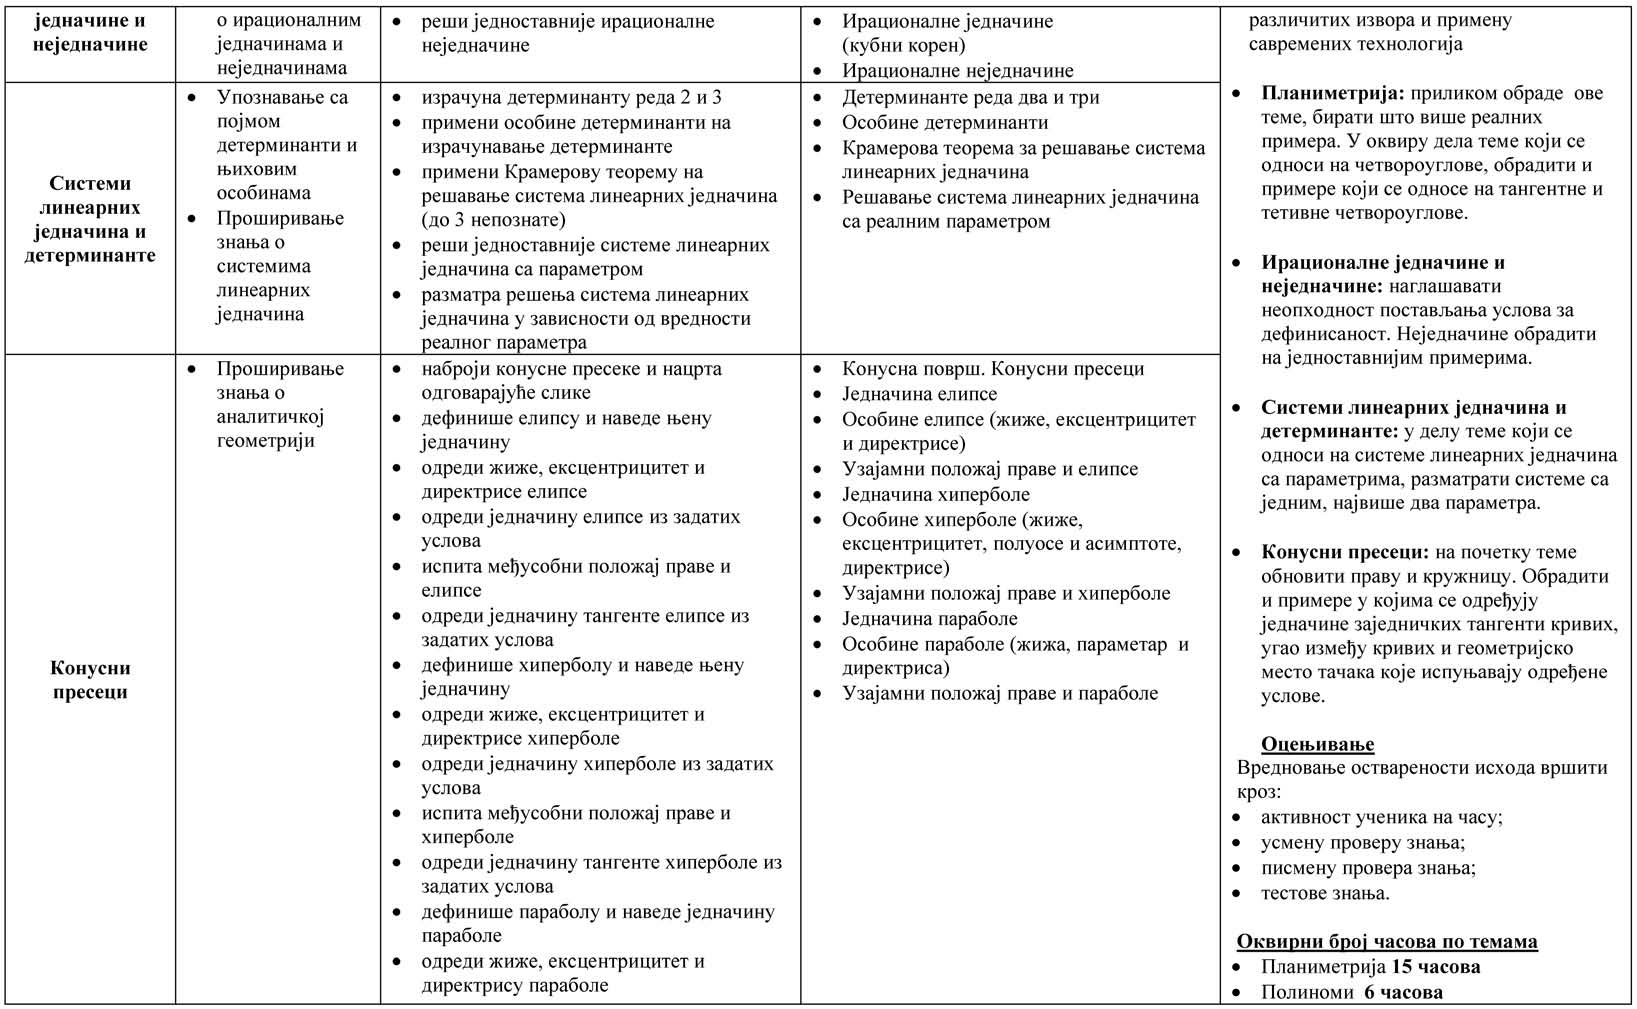 једначине и
неједначине
о ирационалним
једначинама и
неједначинама
• реши једноставније ирационалне
неједначине
• Ирационалне једначине
(кубни корен)
• Ирационалне неједначине
Системи
линеарних
једначина и
детерминанте
• Упознавање са
појмом
детерминанти и
њиховим
особинама
• Проширивање
знања о
системима
линеарних
једначина
• израчуна детерминанту реда 2 и 3
• примени особине детерминанти на
израчунавање детерминанте
• примени Крамерову теорему на
решавање система линеарних једначина
(до 3 непознате)
• реши једноставније системе линеарних
једначина са параметром
• разматра решења система линеарних
једначина у зависности од вредности
реалног параметра
• Детерминанте реда два и три
• Особине детерминанти
• Крамерова теорема за решавање система
линеарних једначина
• Решавање система линеарних једначина
са реалним параметром
Конусни
пресеци
• Проширивање
знања о
аналитичкој
геометрији
• наброји конусне пресеке и нацрта
одговарајуће слике
• дефинише елипсу и наведе њену
једначину
• одреди жиже, ексцентрицитет и
директрисе елипсе
• одреди једначину елипсе из задатих
услова
• испита међусобни положај праве и
елипсе
• одреди једначину тангенте елипсе из
задатих услова
• дефинише хиперболу и наведе њену
једначину
• одреди жиже, ексцентрицитет и
директрисе хиперболе
• одреди једначину хиперболе из задатих
услова
• испита међусобни положај праве и
хиперболе
• одреди једначину тангенте хиперболе из
задатих услова
• дефинише параболу и наведе једначину
параболе
• одреди жиже, ексцентрицитет и
директрису параболе
• Конусна површ. Конусни пресеци
• Једначина елипсе
• Особине елипсе (жиже, ексцентрицитет
и директрисе)
• Узајамни положај праве и елипсе
• Једначина хиперболе
• Особине хиперболе (жиже,
ексцентрицитет, полуосе и асимптоте,
директрисе)
• Узајамни положај праве и хиперболе
• Једначина параболе
• Особине параболе (жижа, параметар и
директриса)
• Узајамни положај праве и параболе
различитих извора и примену
савремених технологија
• Планиметрија: приликом обраде ове
теме, бирати што више реалних
примера. У оквиру дела теме који се
односи на четвороуглове, обрадити и
примере који се односе на тангентне и
тетивне четвороуглове.
• Ирационалне једначине и
неједначине: наглашавати
неопходност постављања услова за
дефинисаност. Неједначине обрадити
на једноставнијим примерима.
• Системи линеарних једначина и
детерминанте: у делу теме који се
односи на системе линеарних једначина
са параметрима, разматрати системе са
једним, највише два параметра.
• Конусни пресеци: на почетку теме
обновити праву и кружницу. Обрадити
и примере у којима се одређују
једначине заједничких тангенти кривих,
угао између кривих и геометријско
место тачака које испуњавају одређене
услове.
Оцењивање
Вредновање остварености исхода вршити
кроз:
• активност ученика на часу;
• усмену проверу знања;
• писмену провера знања;
• тестове знања.
Оквирни број часова по темама
• Планиметрија 15 часова
• Полиноми 6 часова